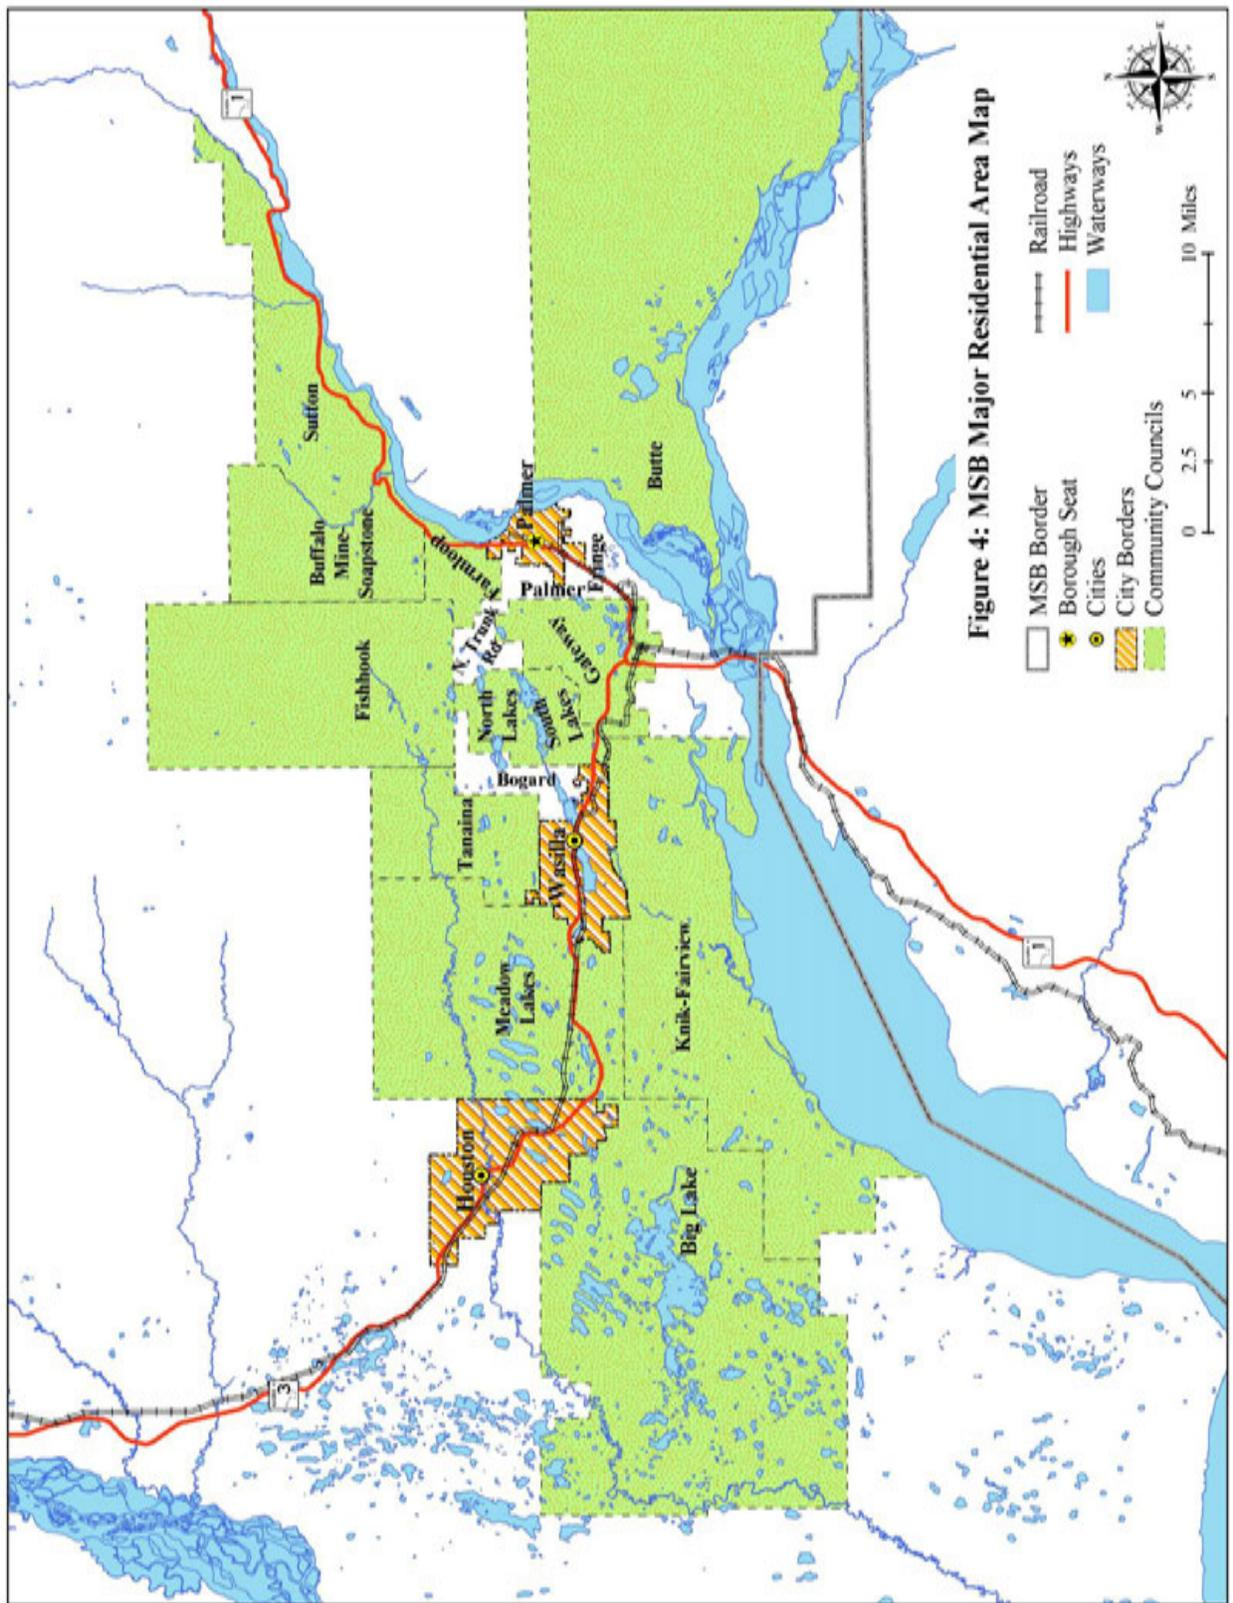 3
1
Sutton
Buffalo
Mine-
Soapstone
Fishhook
Farmloop
N. Trunk
Rd
Tanaina
Houston
North
Lakes
Meadow
Lakes
Bogard
Palmer
South
Lakes
Gateway
Palmer
Fringe
Wasilla
Butte
Knik-Fairview
Big Lake
1
Figure 4: MSB Major Residential Area Map
MSB Border
Borough Seat
Cities
City Borders
Community Councils
Railroad
Highways
Waterways
0 2.5 5 10 Miles
N
W E
S